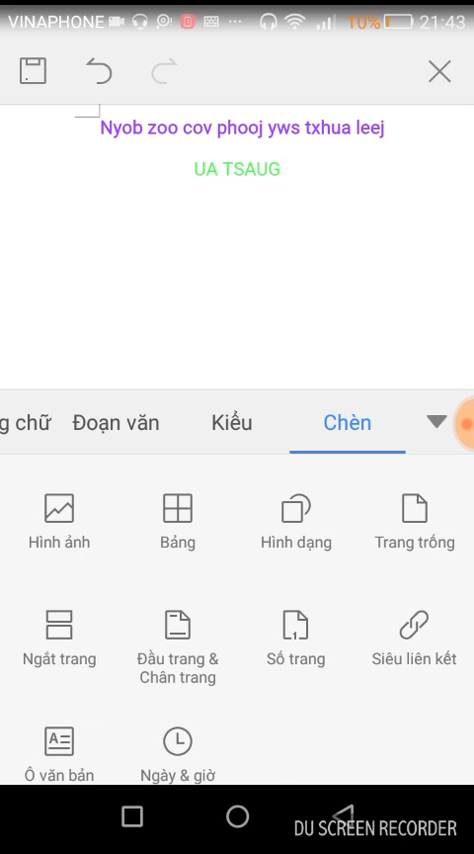 VINAPHONE 10% 21:43
Nyob zoo cov phooj yws txhua leej
UA TSAUG
g chữ Đoạn văn Kiểu Chèn
Hình ảnh Bảng Hình dạng Trang trống
Ngắt trang Đầu trang & Số trang Siêu liên kết
Chân trang
Ô văn bản Ngày & giờ
DU SCREEN RECORDER